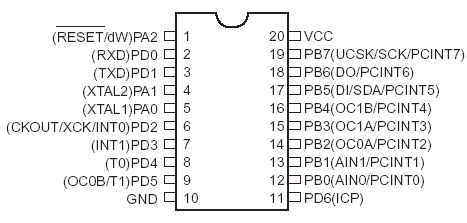 (RESET/dW)PA2 1 20 VCC
(RXD)PD0 2 19 PB7(UCSK/SCK/PCINT7)
(TXD)PD1 3 18 PB6(DO/PCINT6)
(XTAL2)PA1 4 17 PB5(DI/SDA/PCINT5)
(XTAL1)PA0 5 16 PB4(OC1B/PCINT4)
(CKOUT/XCK/INT0)PD2 6 15 PB3(OC1A/PCINT3)
(INT1)PD3 7 14 PB2(OC0A/PCINT2)
(T0)PD4 8 13 PB1(AIN1/PCINT1)
(OC0B/T1)PD5 9 12 PB0(AIN0/PCINT0)
GND 10 11 PD6(ICP)